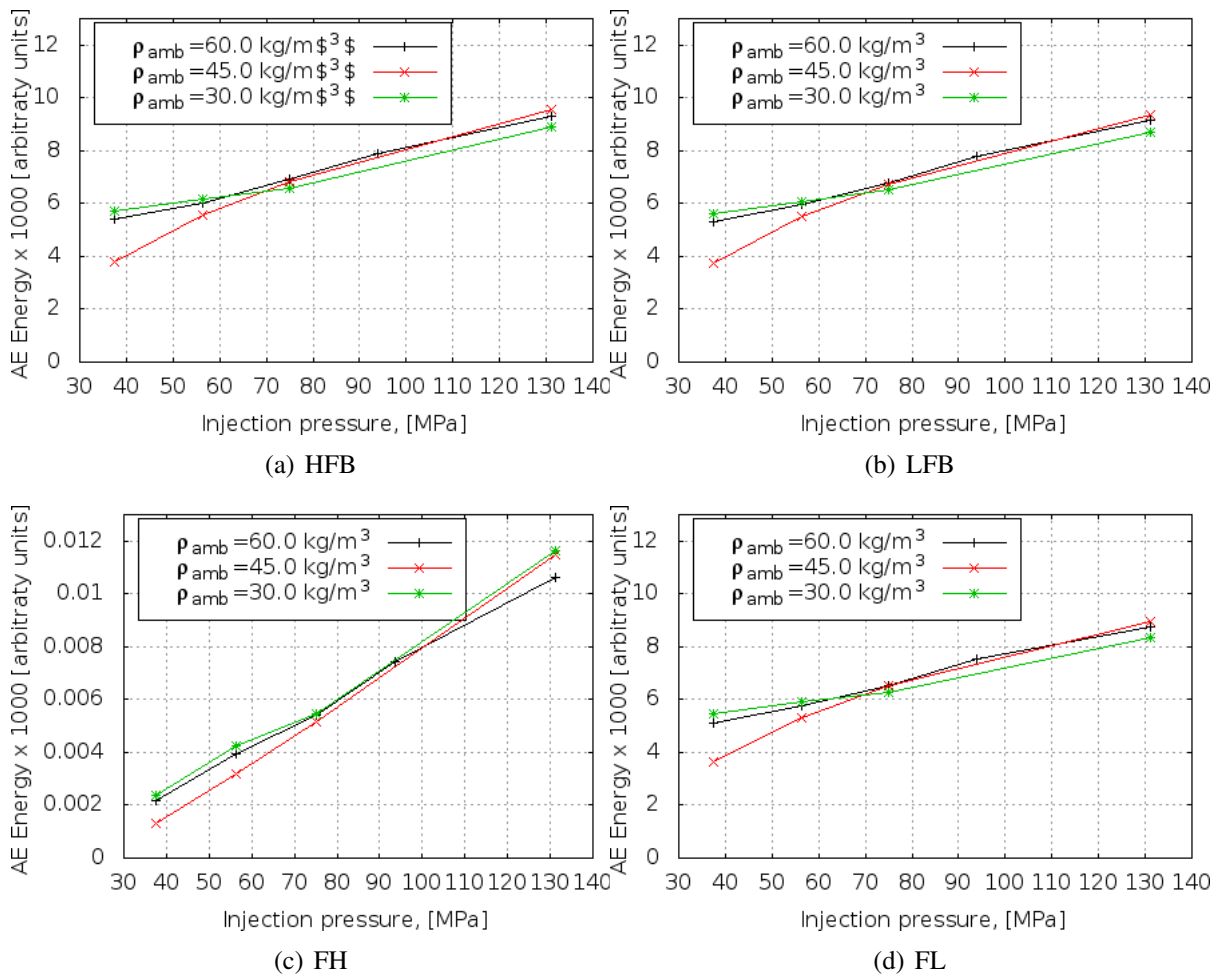 12
10
8
6
4
2
0
AE Energy x 1000 [arbitraty units]
ρamb=60.0 kg/m$³$
ρamb=45.0 kg/m$³$
ρamb=30.0 kg/m$³$
30 40 50 60 70 80 90 100 110 120 130 140
Injection pressure, [MPa]
(a) HFB
12
10
8
6
4
2
0
AE Energy x 1000 [arbitraty units]
ρamb=60.0 kg/m³
ρamb=45.0 kg/m³
ρamb=30.0 kg/m³
30 40 50 60 70 80 90 100 110 120 130 140
Injection pressure, [MPa]
(b) LFB
0.012
0.01
0.008
0.006
0.004
0.002
0
AE Energy x 1000 [arbitraty units]
ρamb=60.0 kg/m³
ρamb=45.0 kg/m³
ρamb=30.0 kg/m³
30 40 50 60 70 80 90 100 110 120 130 140
Injection pressure, [MPa]
(c) FH
12
10
8
6
4
2
0
AE Energy x 1000 [arbitraty units]
ρamb=60.0 kg/m³
ρamb=45.0 kg/m³
ρamb=30.0 kg/m³
30 40 50 60 70 80 90 100 110 120 130 140
Injection pressure, [MPa]
(d) FL